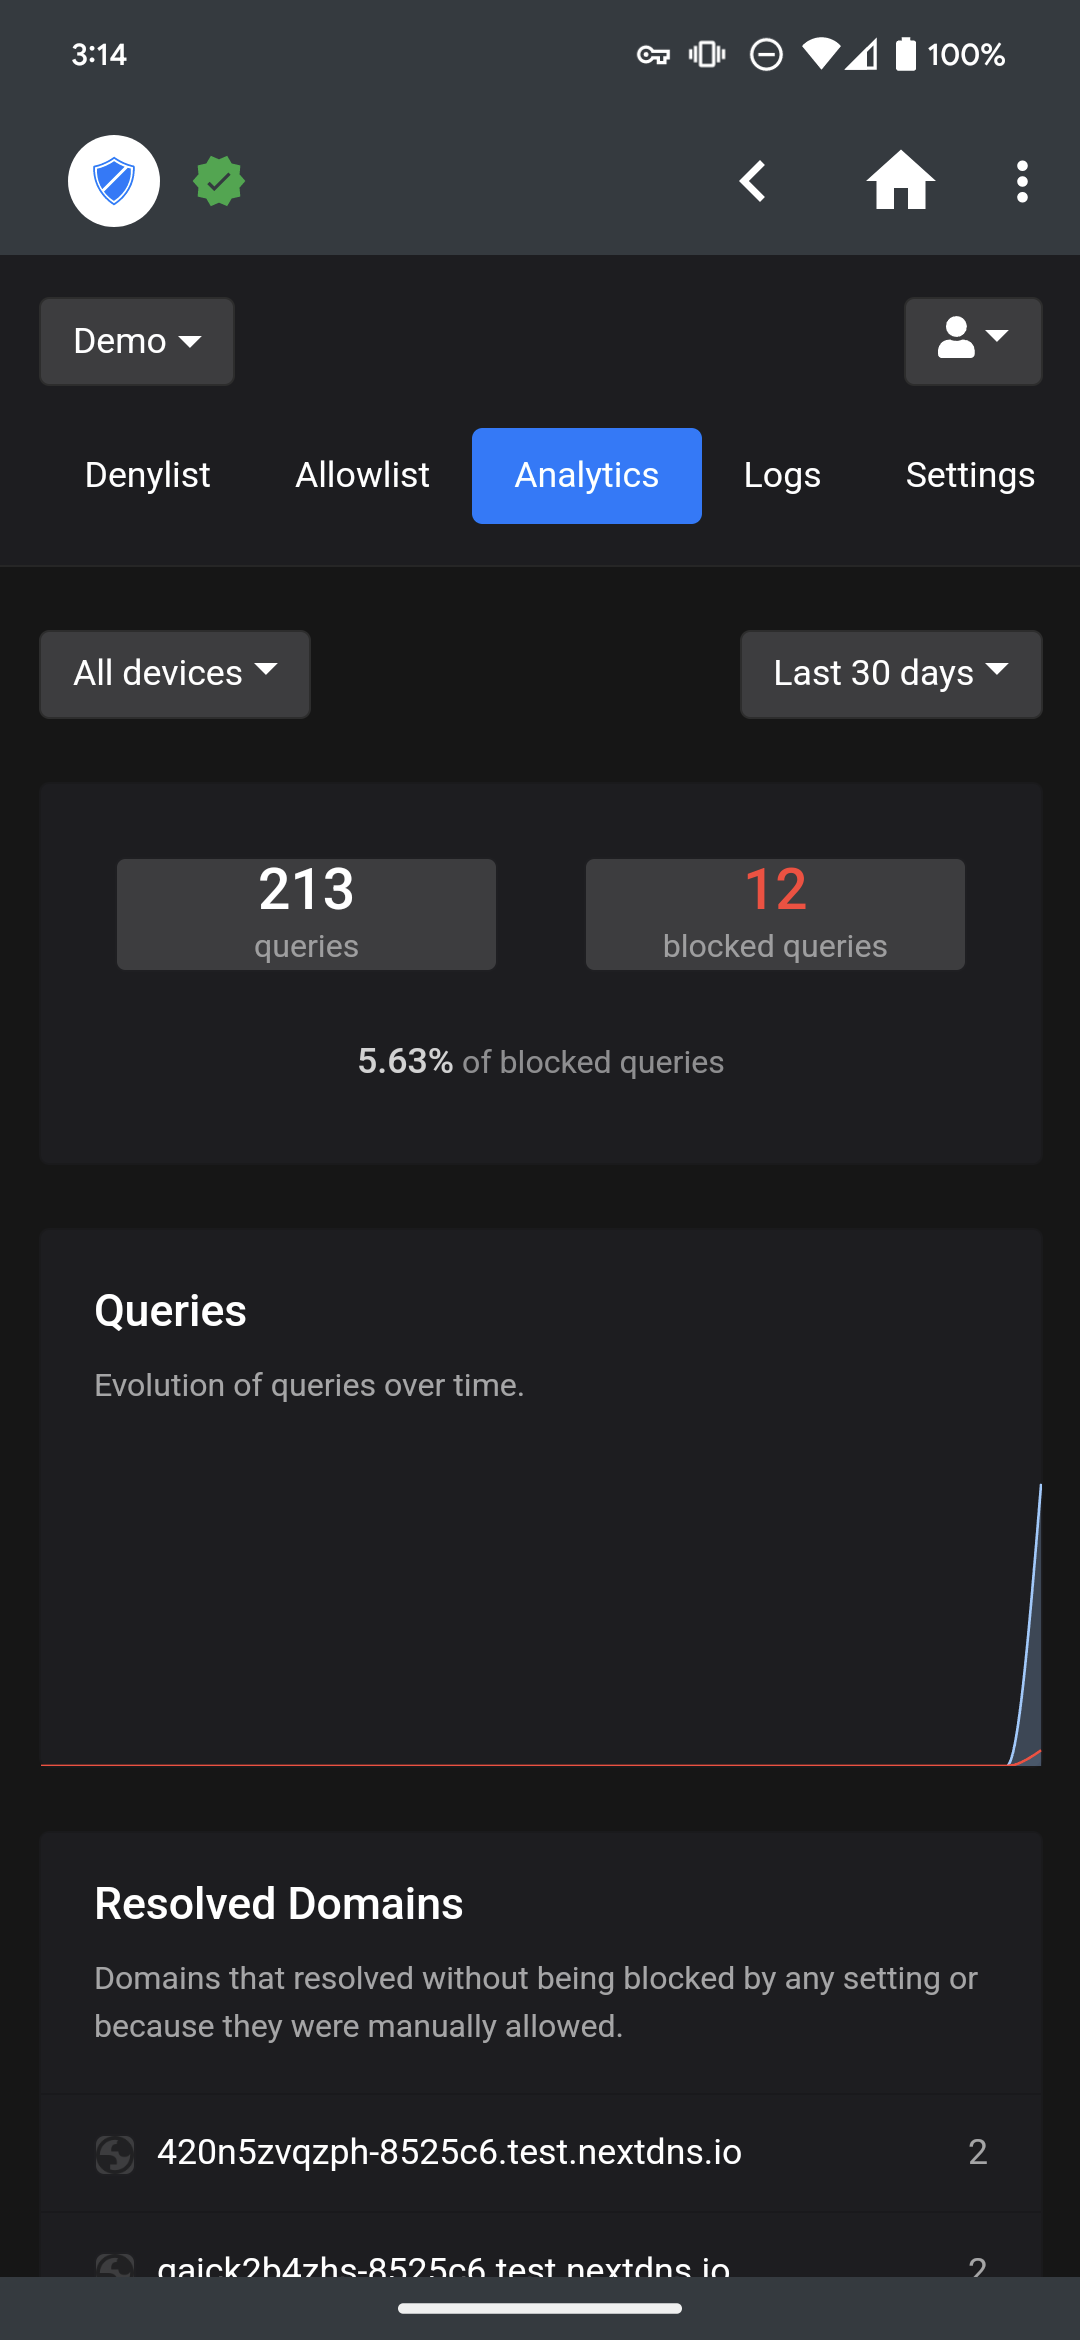 3:14
100%
Demo
Denylist Allowlist Analytics Logs Settings
All devices
Last 30 days
213
queries
12
blocked queries
5.63% of blocked queries
Queries
Evolution of queries over time.
Resolved Domains
Domains that resolved without being blocked by any setting or
because they were manually allowed.
420n5zvqzph-8525c6.test.nextdns.io 2
2